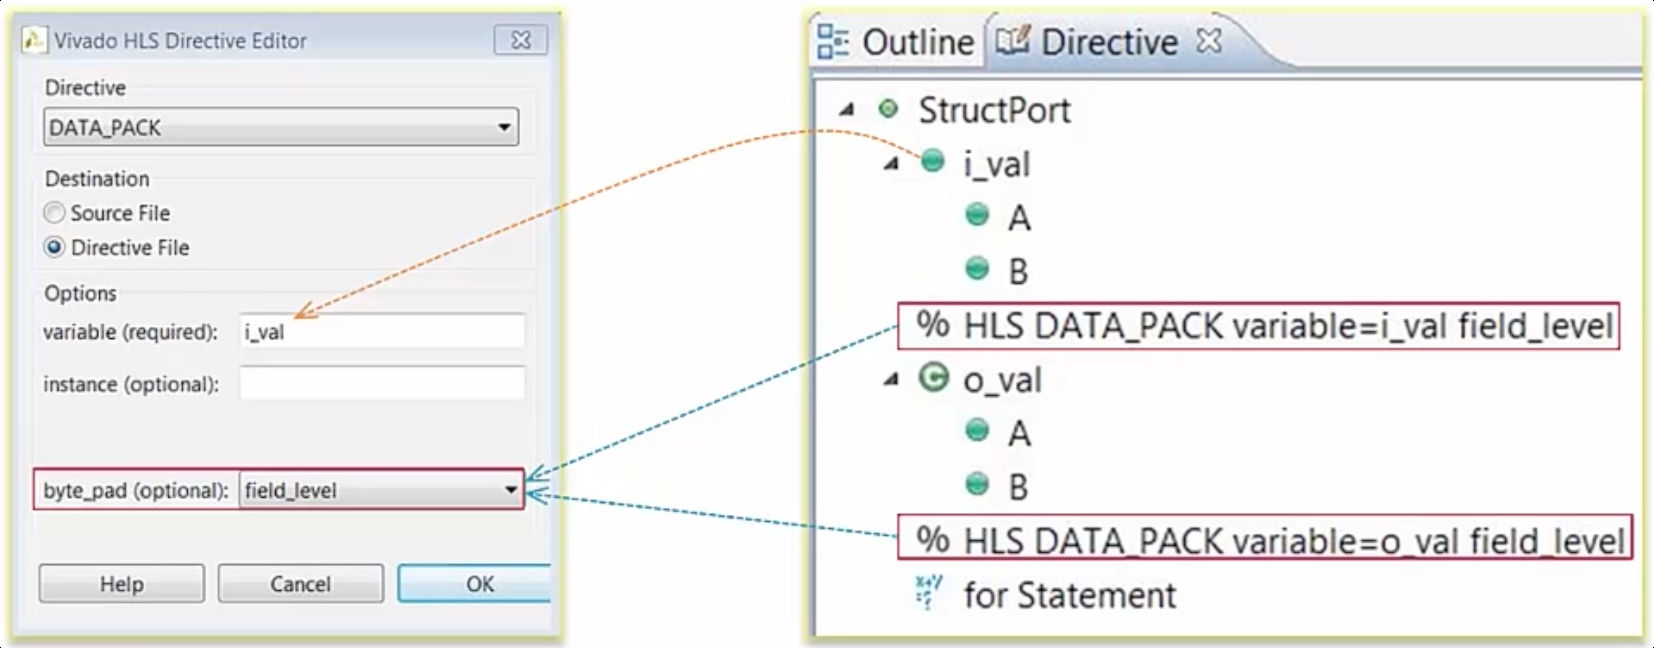 Vivado HLS Directive Editor
Directive
DATA_PACK
Destination
Source File
Directive File
Options
variable (required): i_val
instance (optional):
byte_pad (optional): field_level
Help Cancel OK
Outline Directive
StructPort
i_val
A
B
% HLS DATA_PACK variable=i_val field_level
o_val
A
B
% HLS DATA_PACK variable=o_val field_level
for Statement